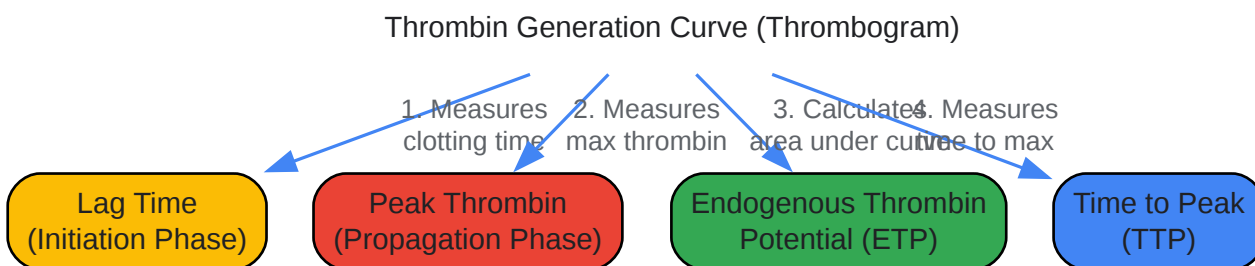 Thrombin Generation Curve (Thrombogram)
1. Measures
clotting time
2. Measures
max thrombin
3. Calculates
area under curve
4. Measures
time to max
Lag Time
(Initiation Phase)
Peak Thrombin
(Propagation Phase)
Endogenous Thrombin
Potential (ETP)
Time to Peak
(TTP)